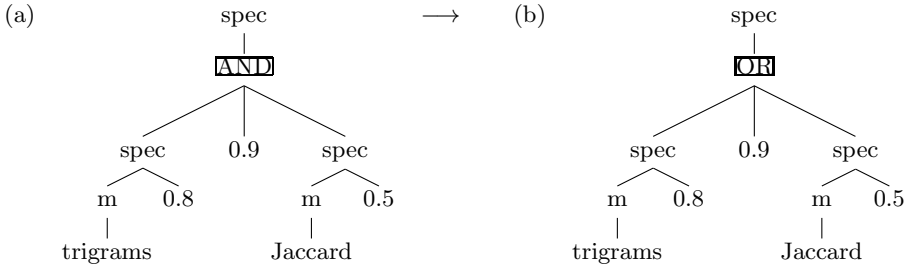 (a) spec ⟶ (b) spec
AND OR
spec 0.9 spec spec 0.9 spec
m 0.8 m 0.5 m 0.8 m 0.5
trigrams Jaccard trigrams Jaccard